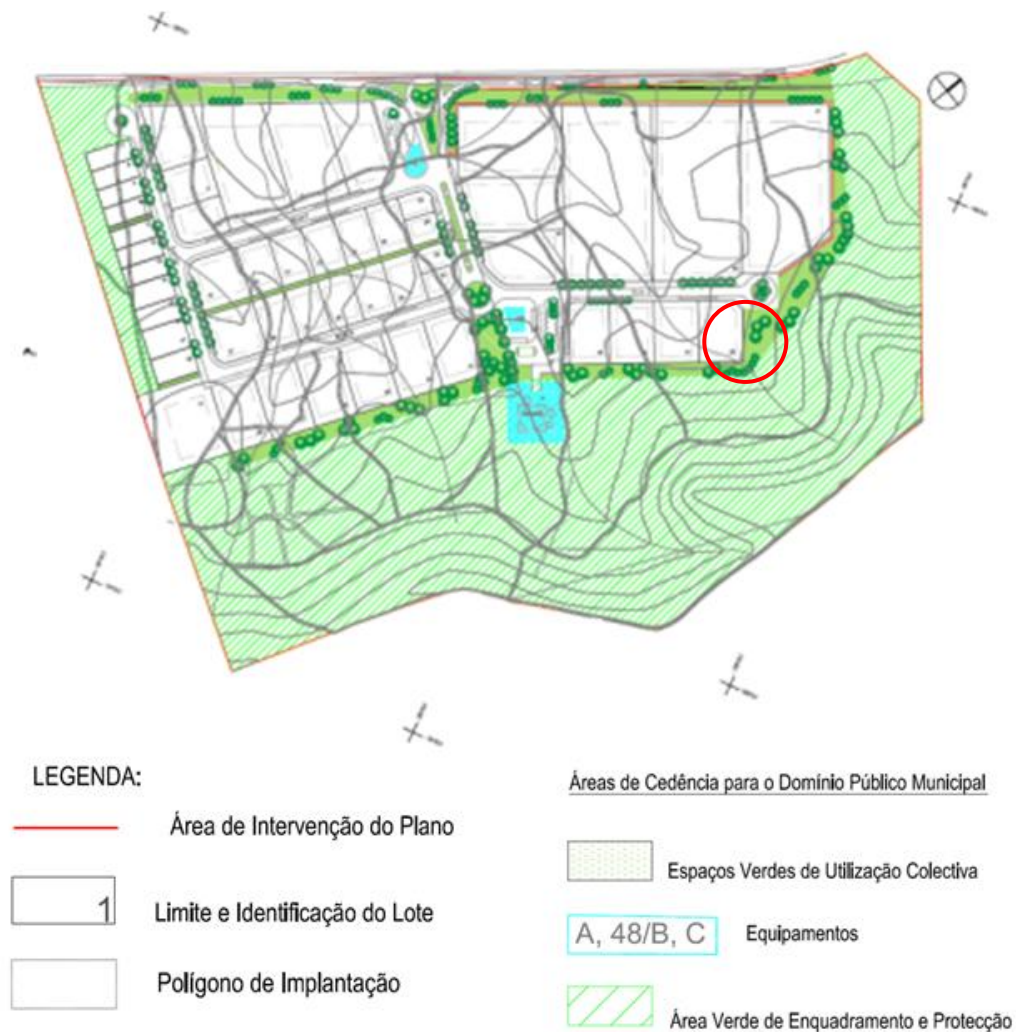 LEGENDA:
Área de Intervenção do Plano
1
Limite e Identificação do Lote
Polígono de Implantação
Áreas de Cedência para o Domínio Público Municipal
Espaços Verdes de Utilização Colectiva
A, 48/B, C
Equipamentos
Área Verde de Enquadramento e Protecção